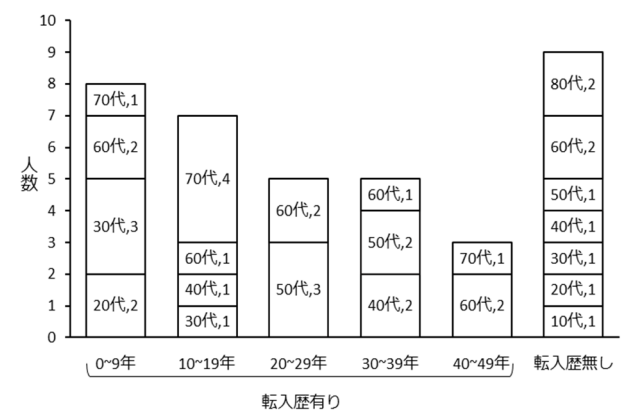 10
9
8
7
6
5
4
3
2
1
0
人数
70代,1
60代,2
30代,3
20代,2
70代,4
60代,1
40代,1
30代,1
60代,2
50代,3
60代,1
50代,2
40代,2
70代,1
60代,2
80代,2
60代,2
50代,1
40代,1
30代,1
20代,1
10代,1
0~9年 10~19年 20~29年 30~39年 40~49年 転入歴無し
転入歴有り